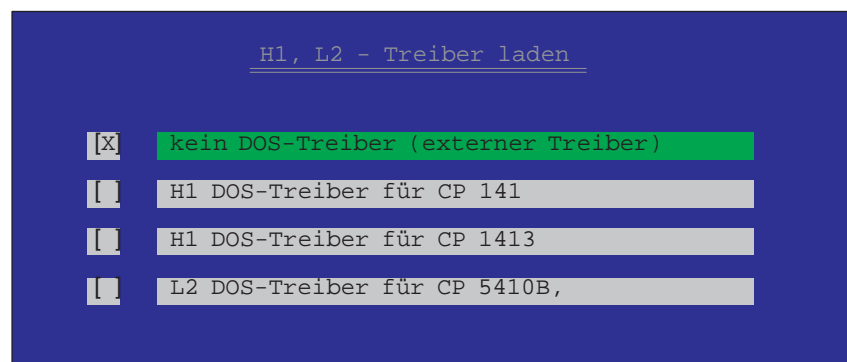 H1, L2 - Treiber laden
[X] kein DOS-Treiber (externer Treiber)
[ ] H1 DOS-Treiber für CP 141
[ ] H1 DOS-Treiber für CP 1413
[ ] L2 DOS-Treiber für CP 5410B,